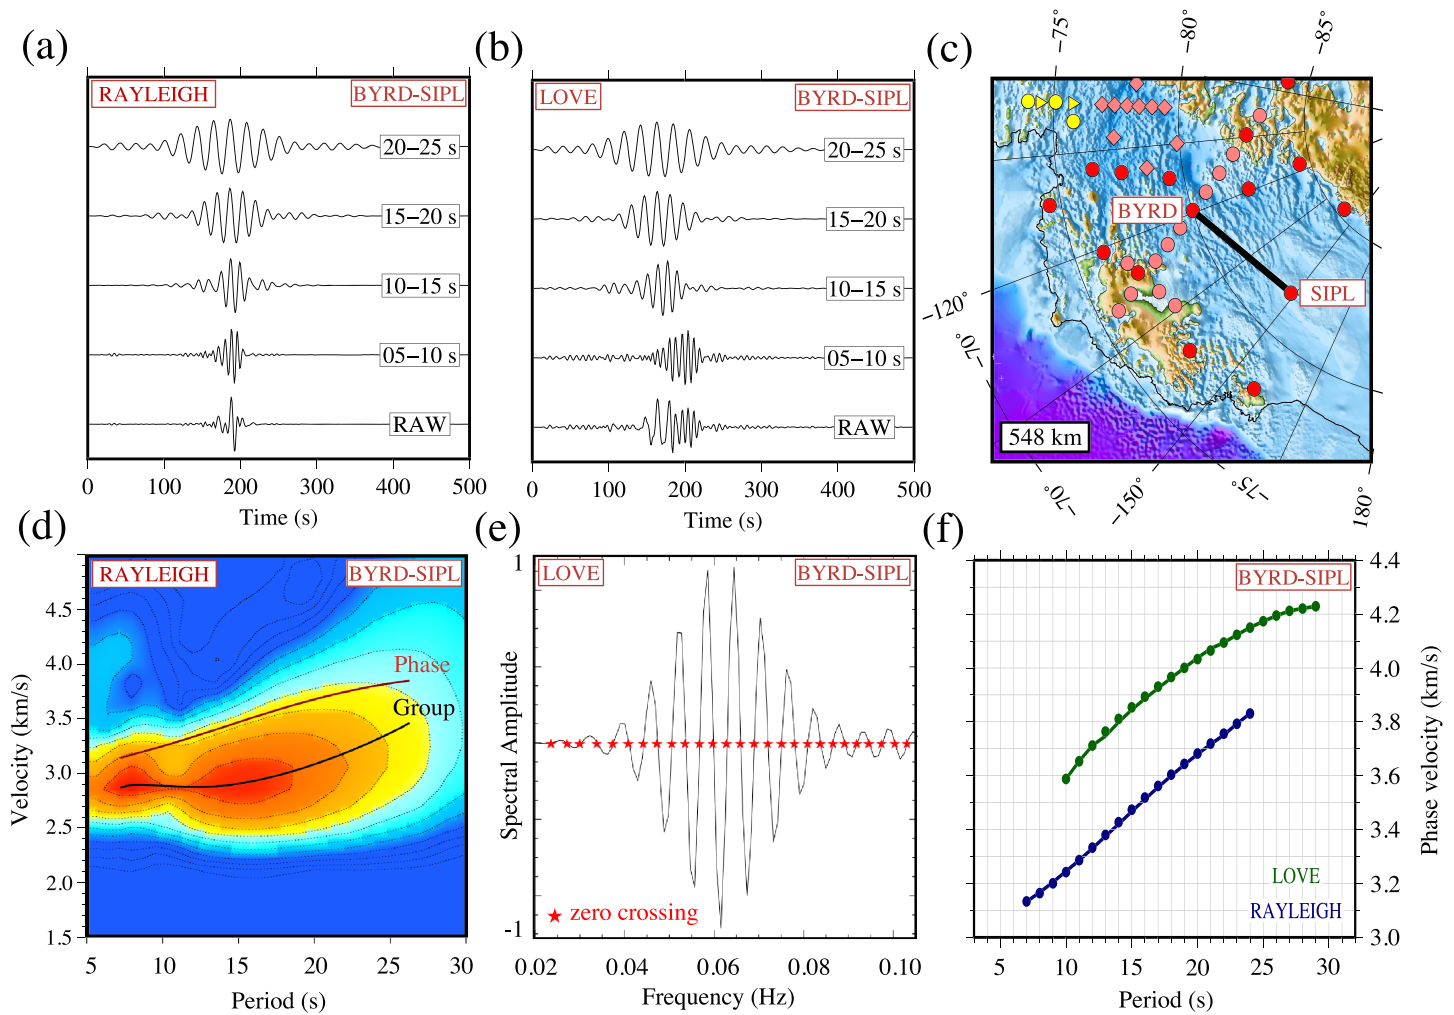 (a)
RAYLEIGH
BYRD-SIPL
20–25 s
15–20 s
10–15 s
05–10 s
RAW
0 100 200 300 400 500
Time (s)
(b)
LOVE
BYRD-SIPL
20–25 s
15–20 s
10–15 s
05–10 s
RAW
0 100 200 300 400 500
Time (s)
(c)
−75°
−80
−85°
BYRD
SIPL
−120°
−70°
548 km
−70°
−150°
−75°
180°
(d)
RAYLEIGH
BYRD-SIPL
Phase
Group
4.5
4.0
3.5
3.0
2.5
2.0
1.5
Velocity (km/s)
5 10 15 20 25 30
Period (s)
(e)
LOVE
BYRD-SIPL
1
-1
Spectral Amplitude
zero crossing
0.02 0.04 0.06 0.08 0.10
Frequency (Hz)
(f)
BYRD-SIPL
LOVE
RAYLEIGH
4.4
4.2
4.0
3.8
3.6
3.4
3.2
3.0
Phase velocity (km/s)
5 10 15 20 25 30
Period (s)